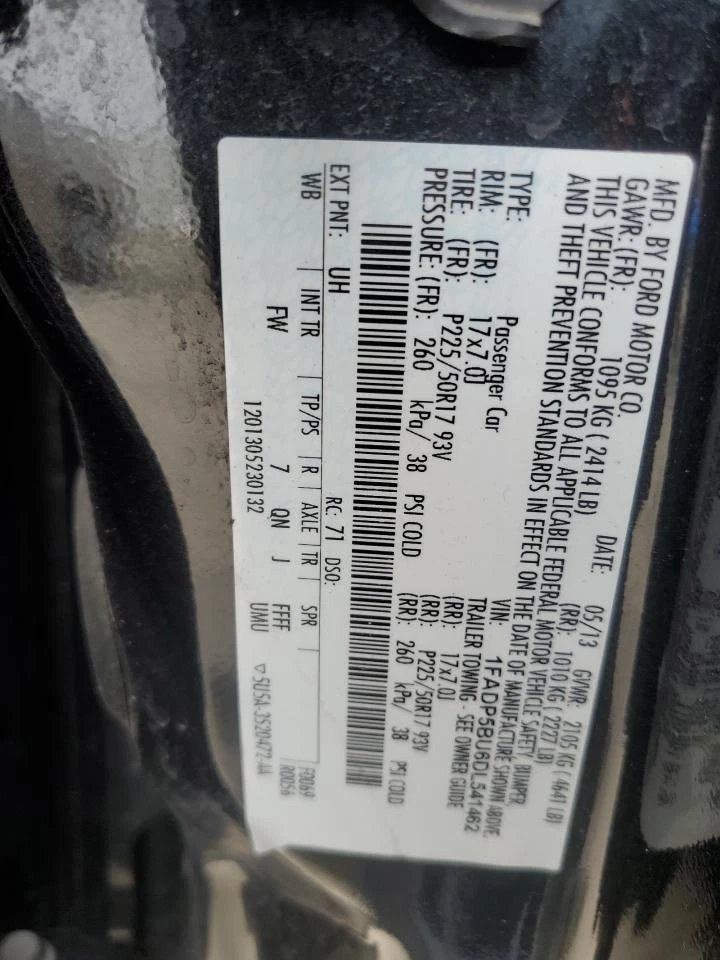 MFD. BY FORD MOTOR CO.
DATE: 05/13 GVWR: 2105 KG ( 4641 LB)
GAWR: (FR): 1095 KG ( 2414 LB) (RR): 1010 KG ( 2227 LB)
THIS VEHICLE CONFORMS TO ALL APPLICABLE FEDERAL MOTOR VEHICLE SAFETY, BUMPER,
AND THEFT PREVENTION STANDARDS IN EFFECT ON THE DATE OF MANUFACTURE SHOWN ABOVE.
VIN: 1FADP5BU6DL541462
TYPE: Passenger Car TRAILER TOWING - SEE OWNER GUIDE
RIM: (FR): 17x7.0J (RR): 17x7.0J
TIRE: (FR): P225/50R17 93V (RR): P225/50R17 93V
PRESSURE: (FR): 260 kPa/ 38 PSI COLD (RR): 260 kPa/ 38 PSI COLD
EXT PNT: UH RC: 71 DSO:
WB | INT TR | TP/PS | R | AXLE | TR | SPR F0069
FW 7 QN J FFFF R0056
1201305230132 UMU ▽ 5U5A-3520472-AA